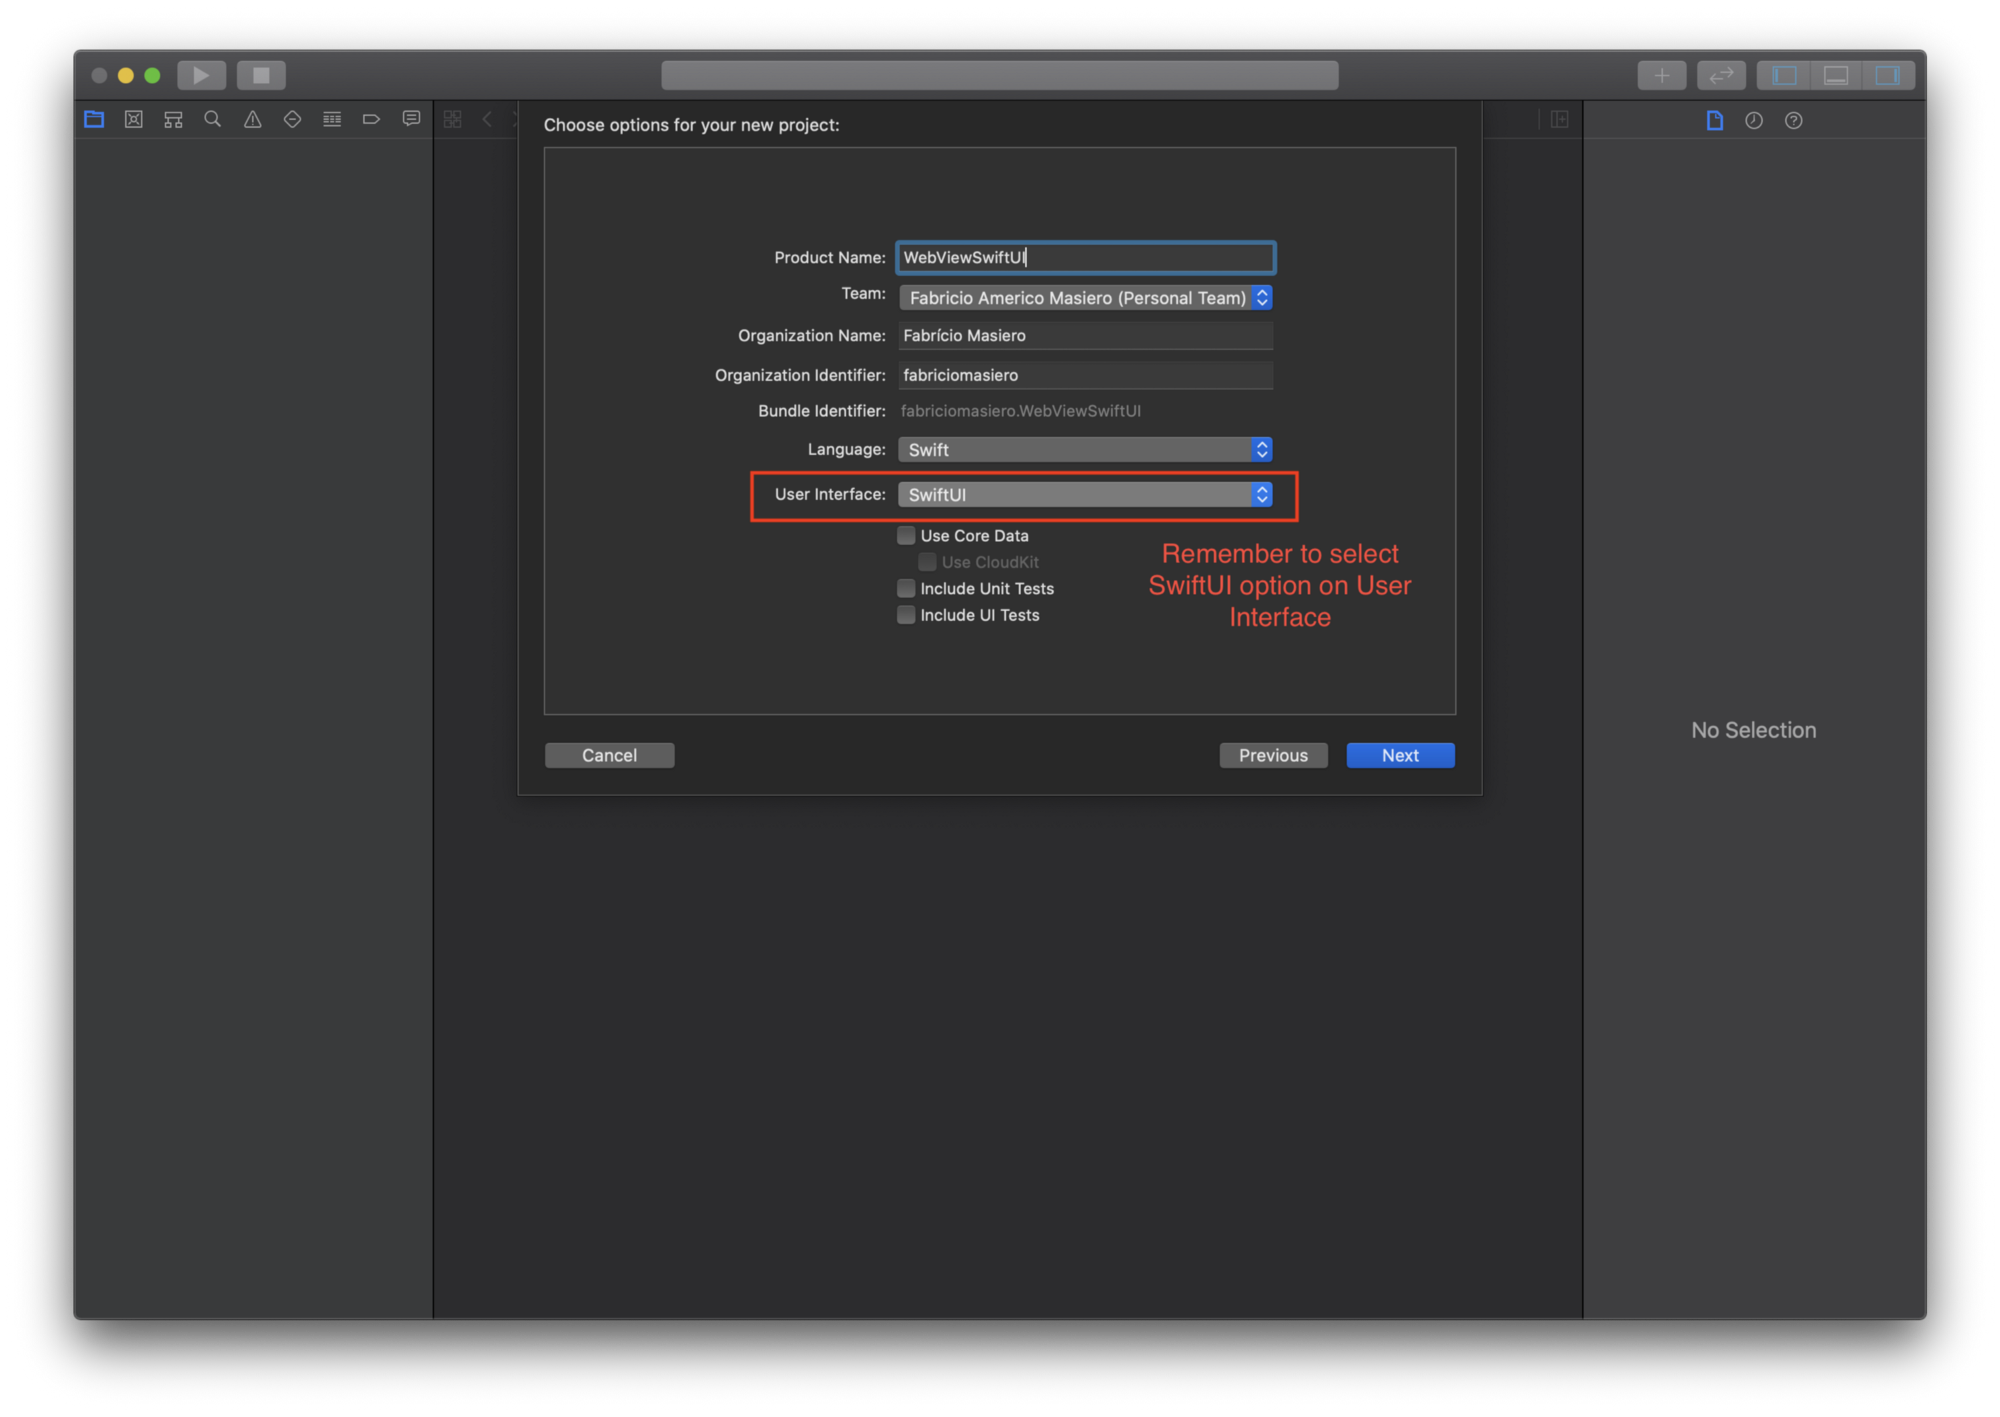 Choose options for your new project:
Product Name: WebViewSwiftUI
Team: Fabricio Americo Masiero (Personal Team)
Organization Name: Fabrício Masiero
Organization Identifier: fabriciomasiero
Bundle Identifier: fabriciomasiero.WebViewSwiftUI
Language: Swift
User Interface: SwiftUI
Use Core Data
Use CloudKit
Include Unit Tests
Include UI Tests
Remember to select
SwiftUI option on User
Interface
No Selection
Cancel
Previous
Next